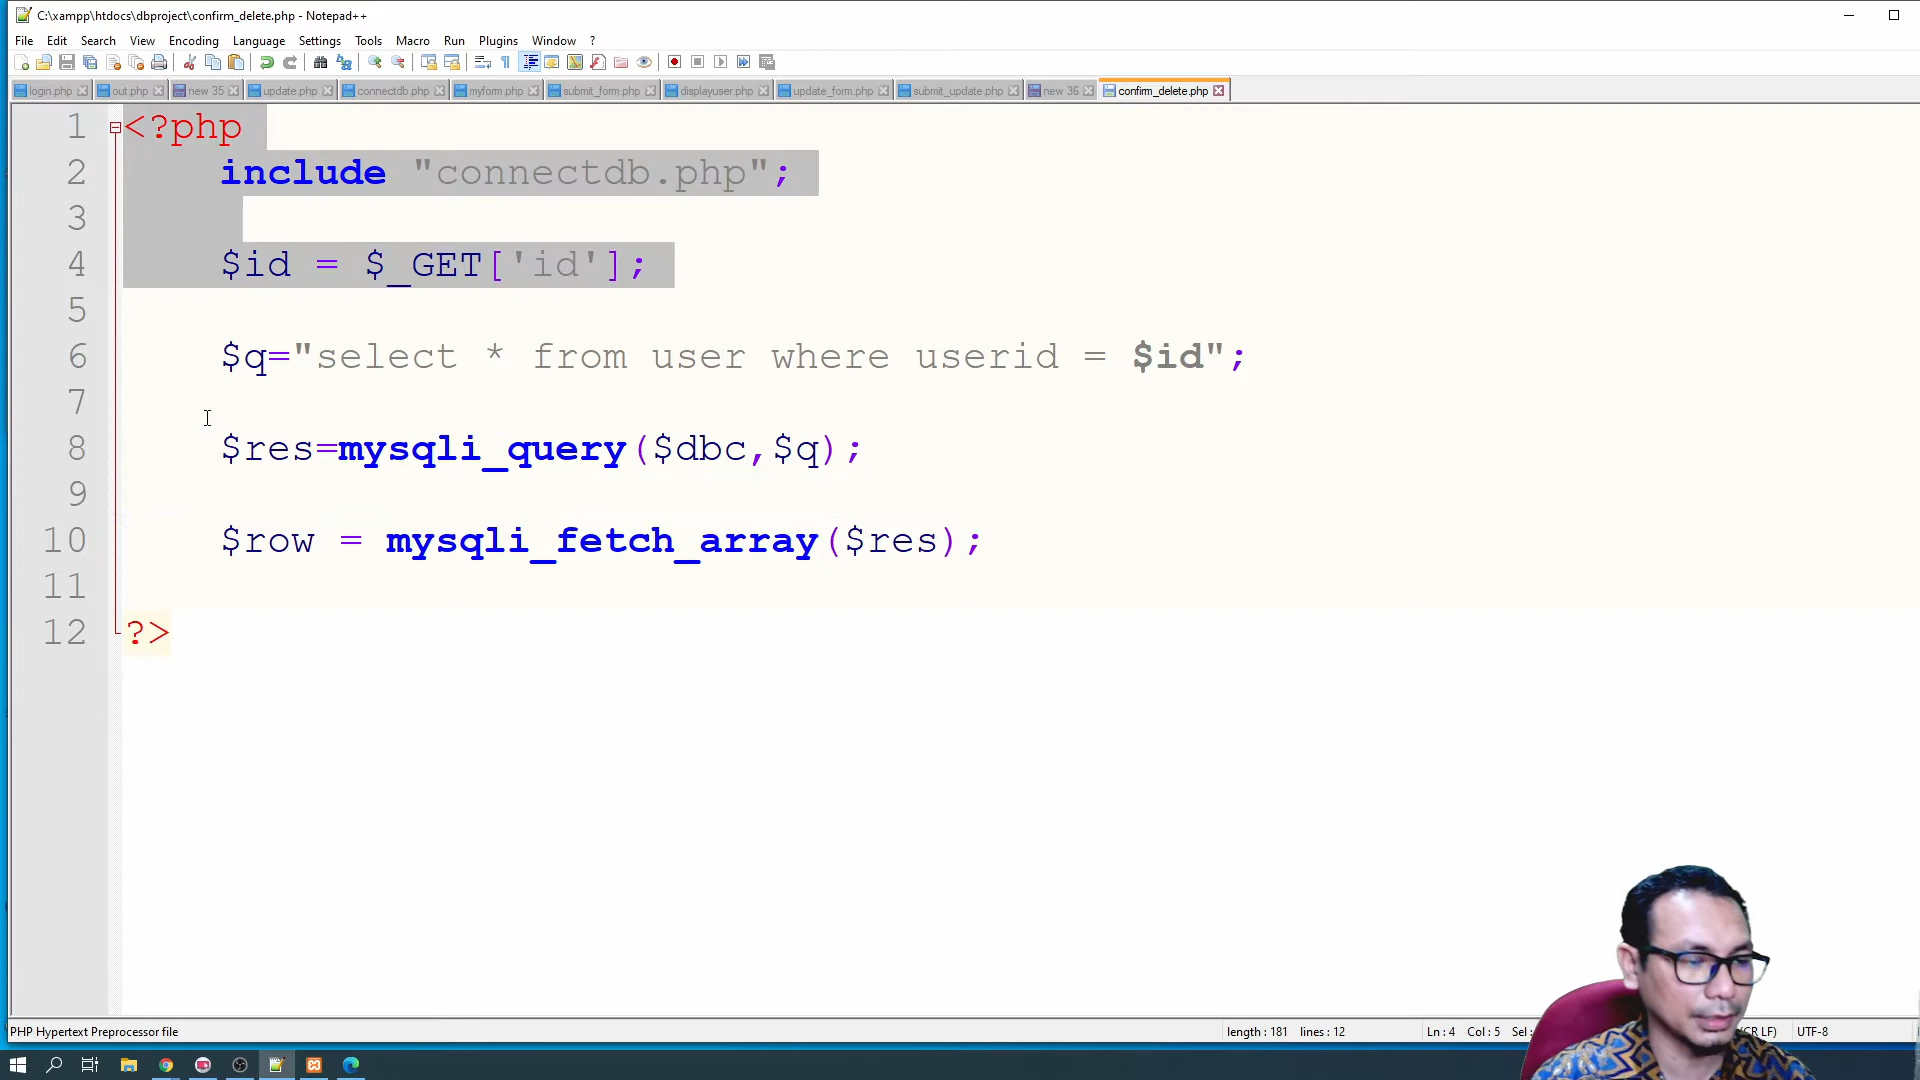 C:\xampp\htdocs\dbproject\confirm_delete.php - Notepad++
File Edit Search View Encoding Language Settings Tools Macro Run Plugins Window ?
login.php out.php new 35 update.php connectdb.php myform.php submit_form.php displayuser.php update_form.php submit_update.php new 36 confirm_delete.php
1 <?php
2 include "connectdb.php";
3
4 $id = $_GET['id'];
5
6 $q="select * from user where userid = $id";
7
8 $res=mysqli_query($dbc,$q);
9
10 $row = mysqli_fetch_array($res);
11
12 ?>
PHP Hypertext Preprocessor file length : 181 lines : 12 Ln : 4 Col : 5 Sel : (CR LF) UTF-8